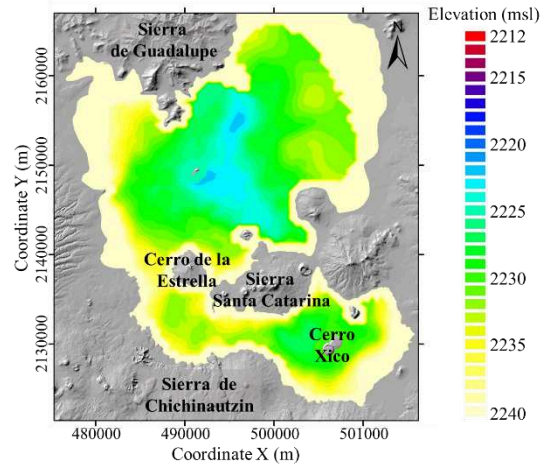 Elevation (msl)
Sierra
de Guadalupe
N
2212
2215
2220
2225
2230
2235
2240
2160000
2150000
2140000
2130000
Coordinate Y (m)
Cerro de la
Estrella
Sierra
Santa Catarina
Cerro
Xico
Sierra de
Chichinautzin
480000
490000
500000
501000
Coordinate X (m)